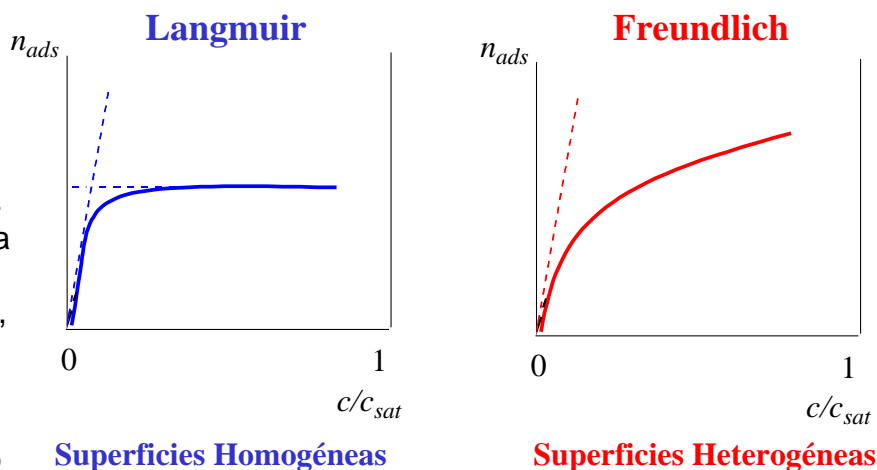 Langmuir
n_ads
a
,
0
1
c/c_sat
Superficies Homogéneas
Freundlich
n_ads
0
1
c/c_sat
Superficies Heterogéneas